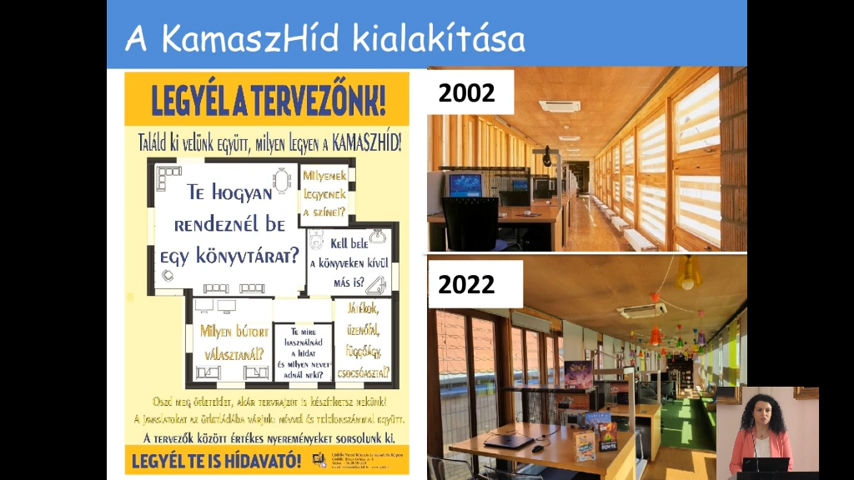 A KamaszHíd kialakítása
LEGYÉL A TERVEZŐNK!
Találd ki velünk együtt, milyen legyen a KAMASZHÍD!
Te hogyan
rendeznél be
egy könyvtárat?
Milyenek
legyenek
a színei?
Kell bele
a könyveken kívül
más is?
Milyen bútort
választanál?
Te mire
használnád
a hidat
és milyen nevet
adnál neki?
Játékok,
üzenőfal,
függőágy,
csocsóasztal?
Oszd meg ötleteidet, akár tervrajzot is készíthetsz nekünk!
A javaslatokat az ötletládába várjuk névvel és telefonszámmal együtt.
A tervezők között értékes nyereményeket sorsolunk ki.
LEGYÉL TE IS HÍDAVATÓ!
2002
2022